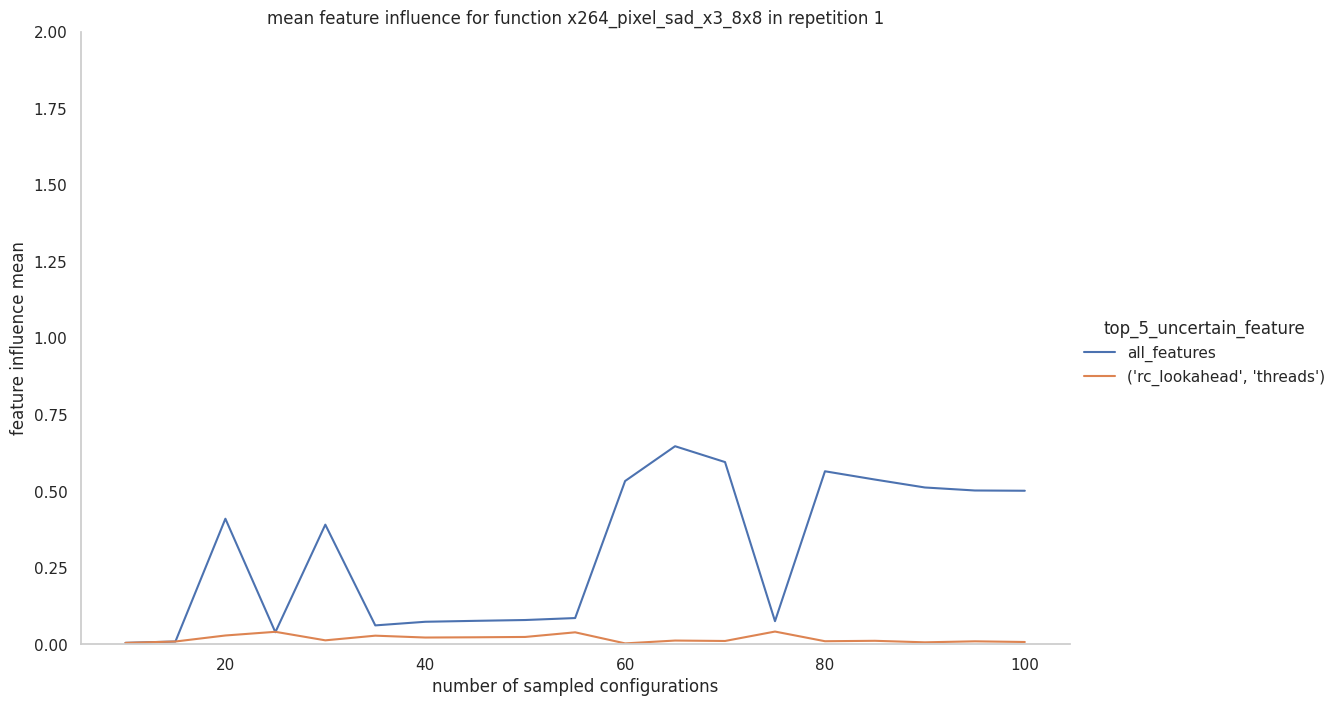 mean feature influence for function x264_pixel_sad_x3_8x8 in repetition 1
2.00
1.75
1.50
1.25
1.00
0.75
0.50
0.25
0.00
feature influence mean
20 40 60 80 100
number of sampled configurations
top_5_uncertain_feature
all_features
('rc_lookahead', 'threads')